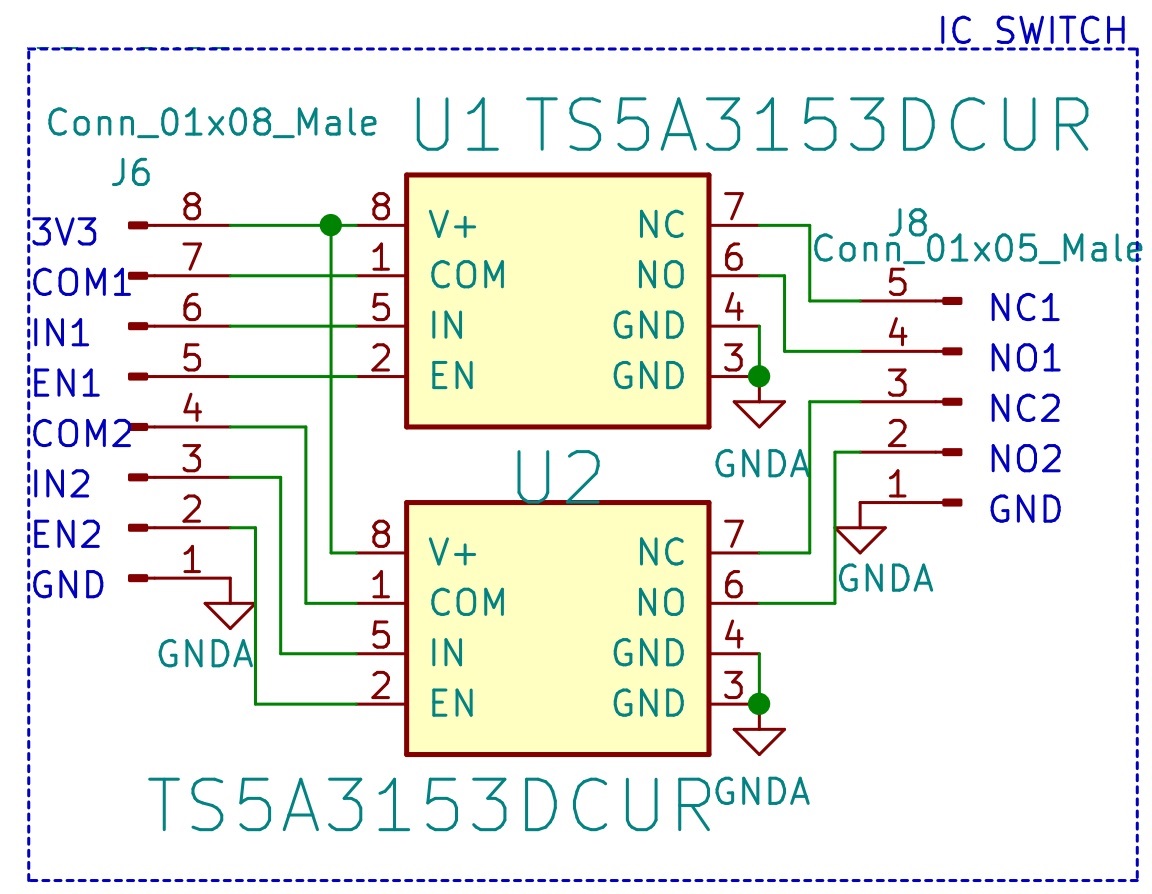 IC SWITCH
Conn_01x08_Male
J6
U1 TS5A3153DCUR
3V3 8 8 V+ NC 7
COM1 7 1 COM NO 6
IN1 6 5 IN GND 4
EN1 5 2 EN GND 3
GNDA
J8
Conn_01x05_Male
5 NC1
4 NO1
3 NC2
2 NO2
1 GND
GNDA
COM2 4
IN2 3
EN2 2
GND 1
GNDA
U2
8 V+ NC 7
1 COM NO 6
5 IN GND 4
2 EN GND 3
GNDA
TS5A3153DCUR